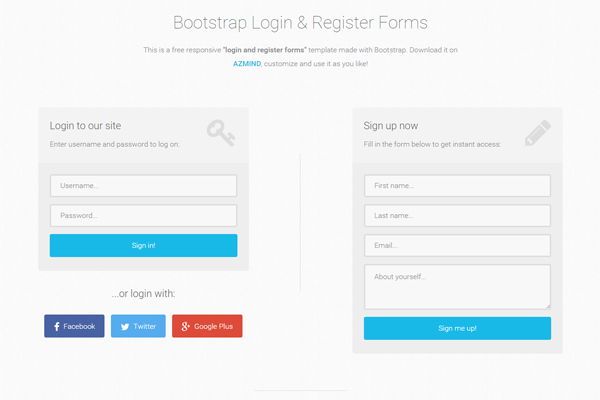 Bootstrap Login & Register Forms
This is a free responsive "login and register forms" template made with Bootstrap. Download it on
AZMIND, customize and use it as you like!
Login to our site
Enter username and password to log on:
Username...
Password...
Sign in!
...or login with:
Facebook
Twitter
Google Plus
Sign up now
Fill in the form below to get instant access:
First name...
Last name...
Email...
About yourself...
Sign me up!